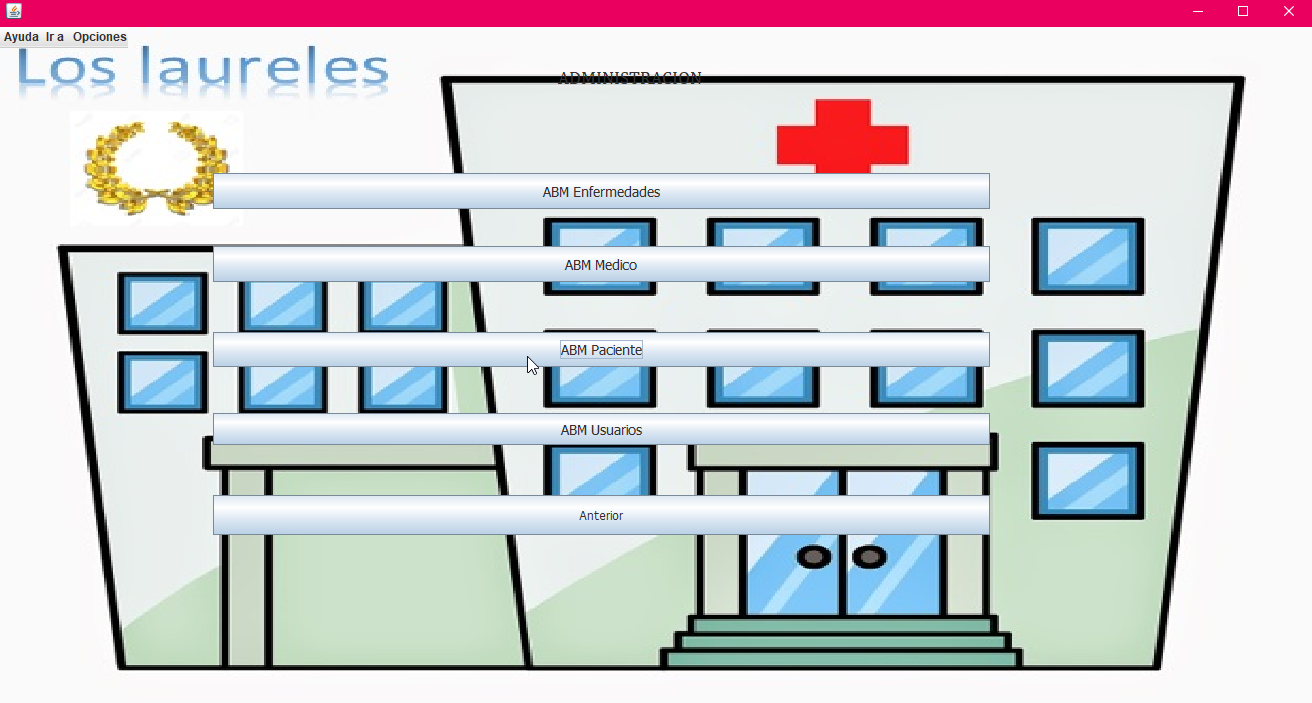 Ayuda Ir a Opciones
Los laureles
ADMINISTRACION
ABM Enfermedades
ABM Medico
ABM Paciente
ABM Usuarios
Anterior